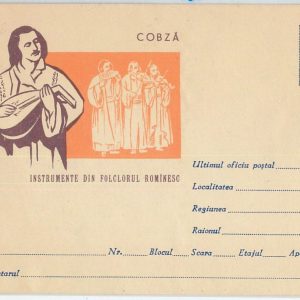 COBZĂ
INSTRUMENTE DIN FOLCLORUL ROMÎNESC
Ultimul oficiu poștal
Localitatea
Regiunea
Raionul
Nr. Blocul Scara Etajul Ap